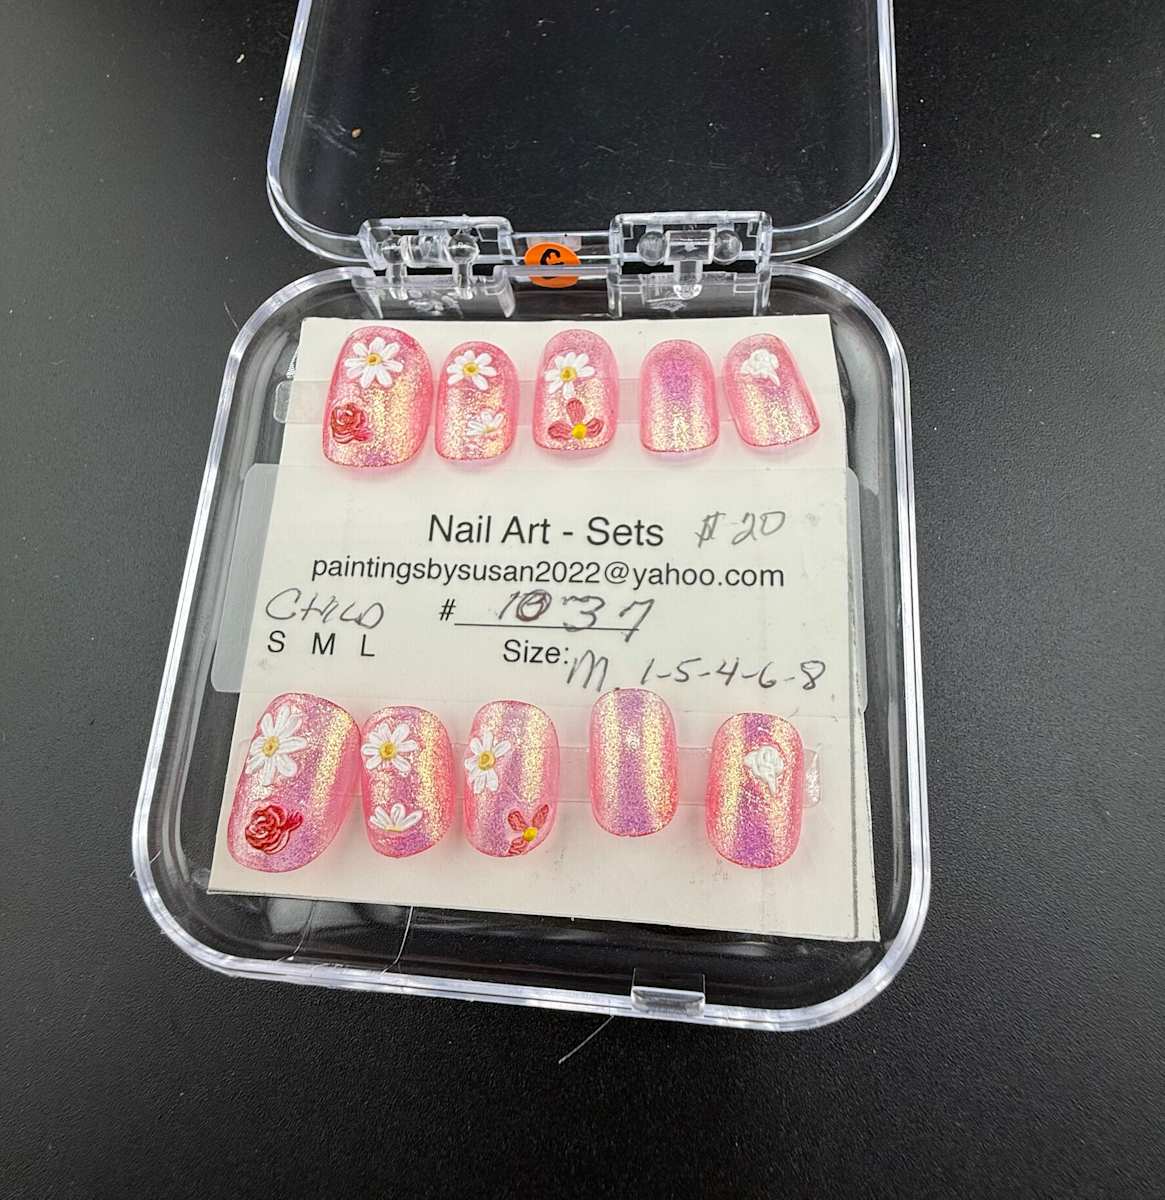 Nail Art - Sets $ 20
paintingsbysusan2022@yahoo.com
CHILD # 1037
S M L Size: M 1-5-4-6-8